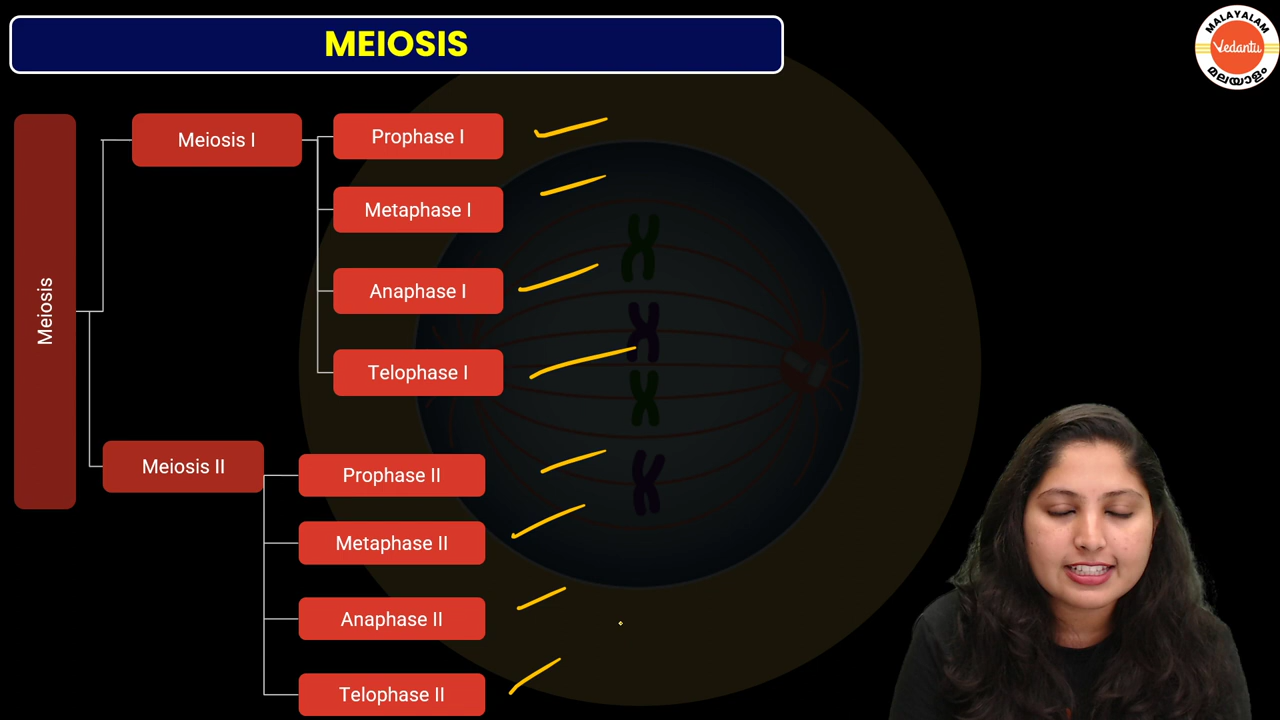 MEIOSIS
MALAYALAM
Vedantu
മലയാളം
Meiosis
Meiosis I
Prophase I
Metaphase I
Anaphase I
Telophase I
Meiosis II
Prophase II
Metaphase II
Anaphase II
Telophase II